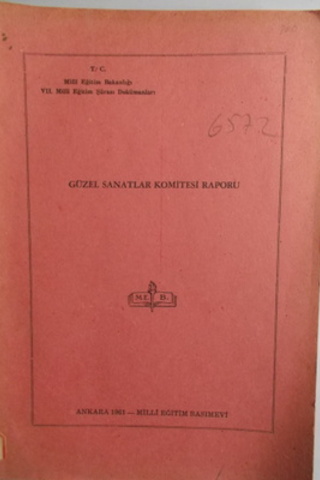 T. C.
Milli Eğitim Bakanlığı
VII. Milli Eğitim Şûrası Dokümanları
6572
GÜZEL SANATLAR KOMİTESİ RAPORU
M.E. B.
ANKARA 1961 — MİLLİ EĞİTİM BASIMEVİ